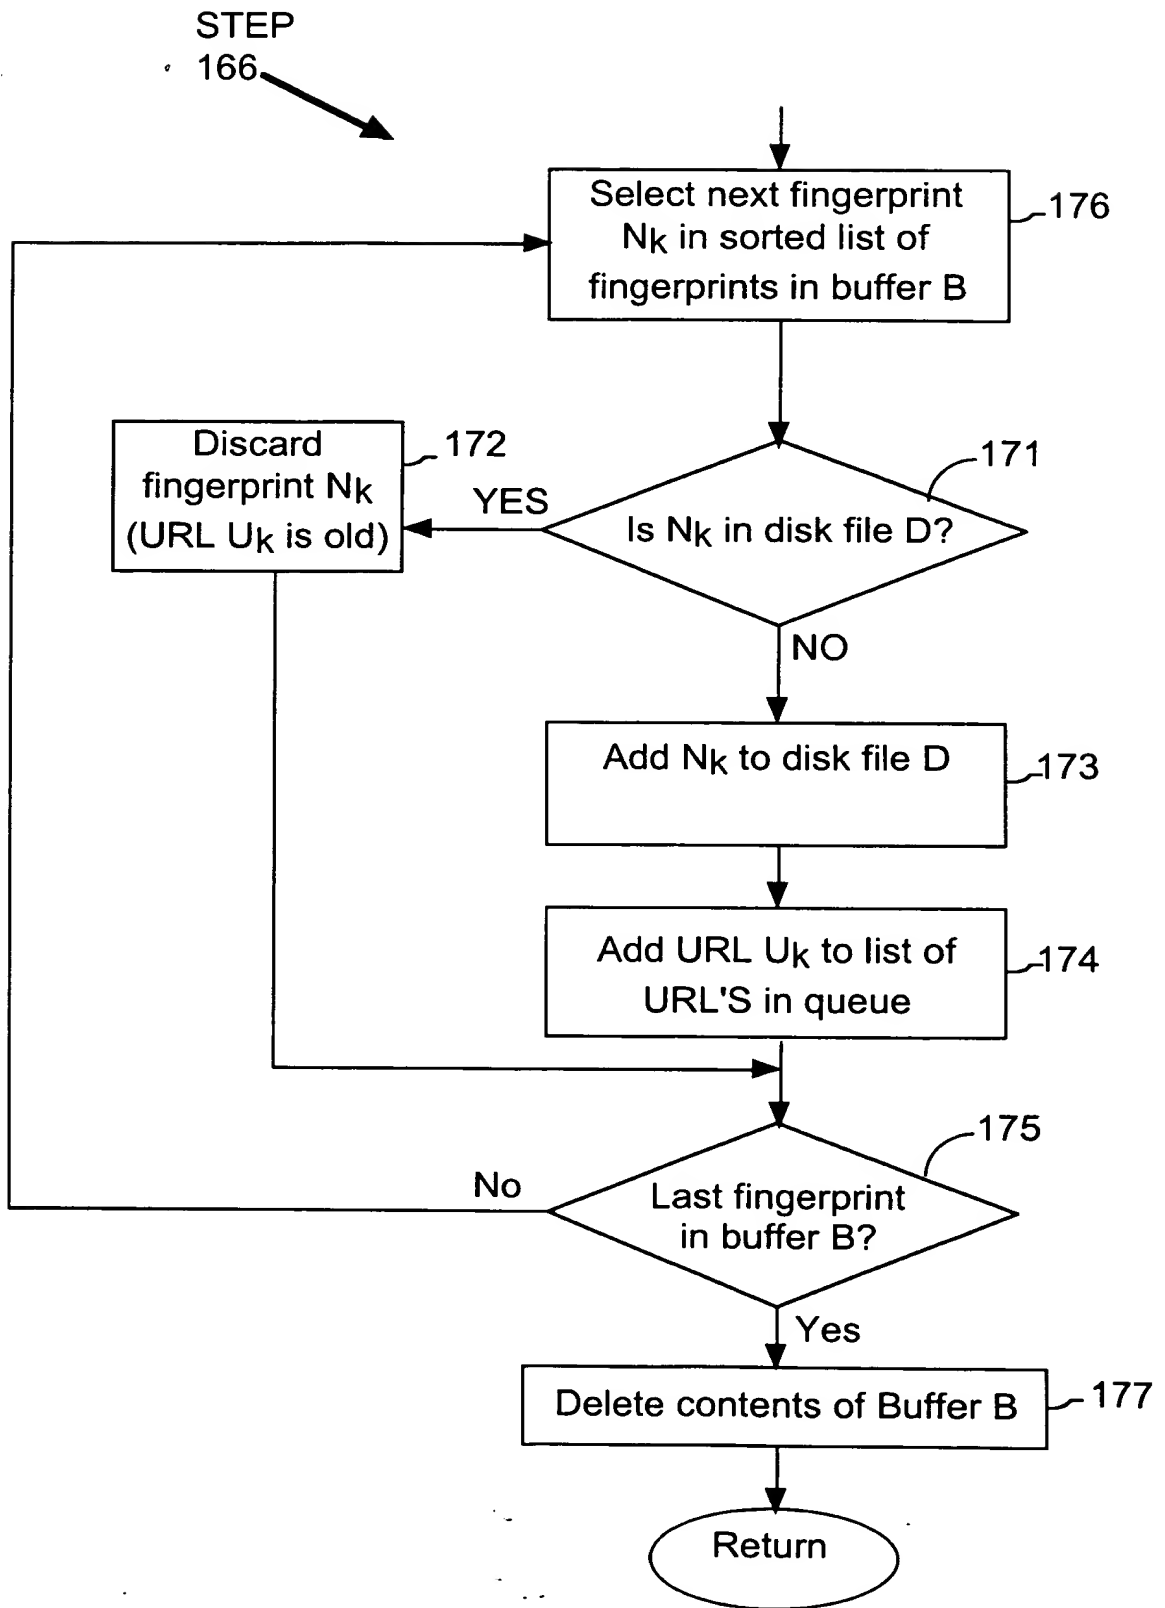 STEP
166
Select next fingerprint
Nk in sorted list of
fingerprints in buffer B
176
Discard
fingerprint Nk
(URL Uk is old)
172
YES
171
Is Nk in disk file D?
NO
Add Nk to disk file D
173
Add URL Uk to list of
URL'S in queue
174
175
No
Last fingerprint
in buffer B?
Yes
Delete contents of Buffer B
177
Return